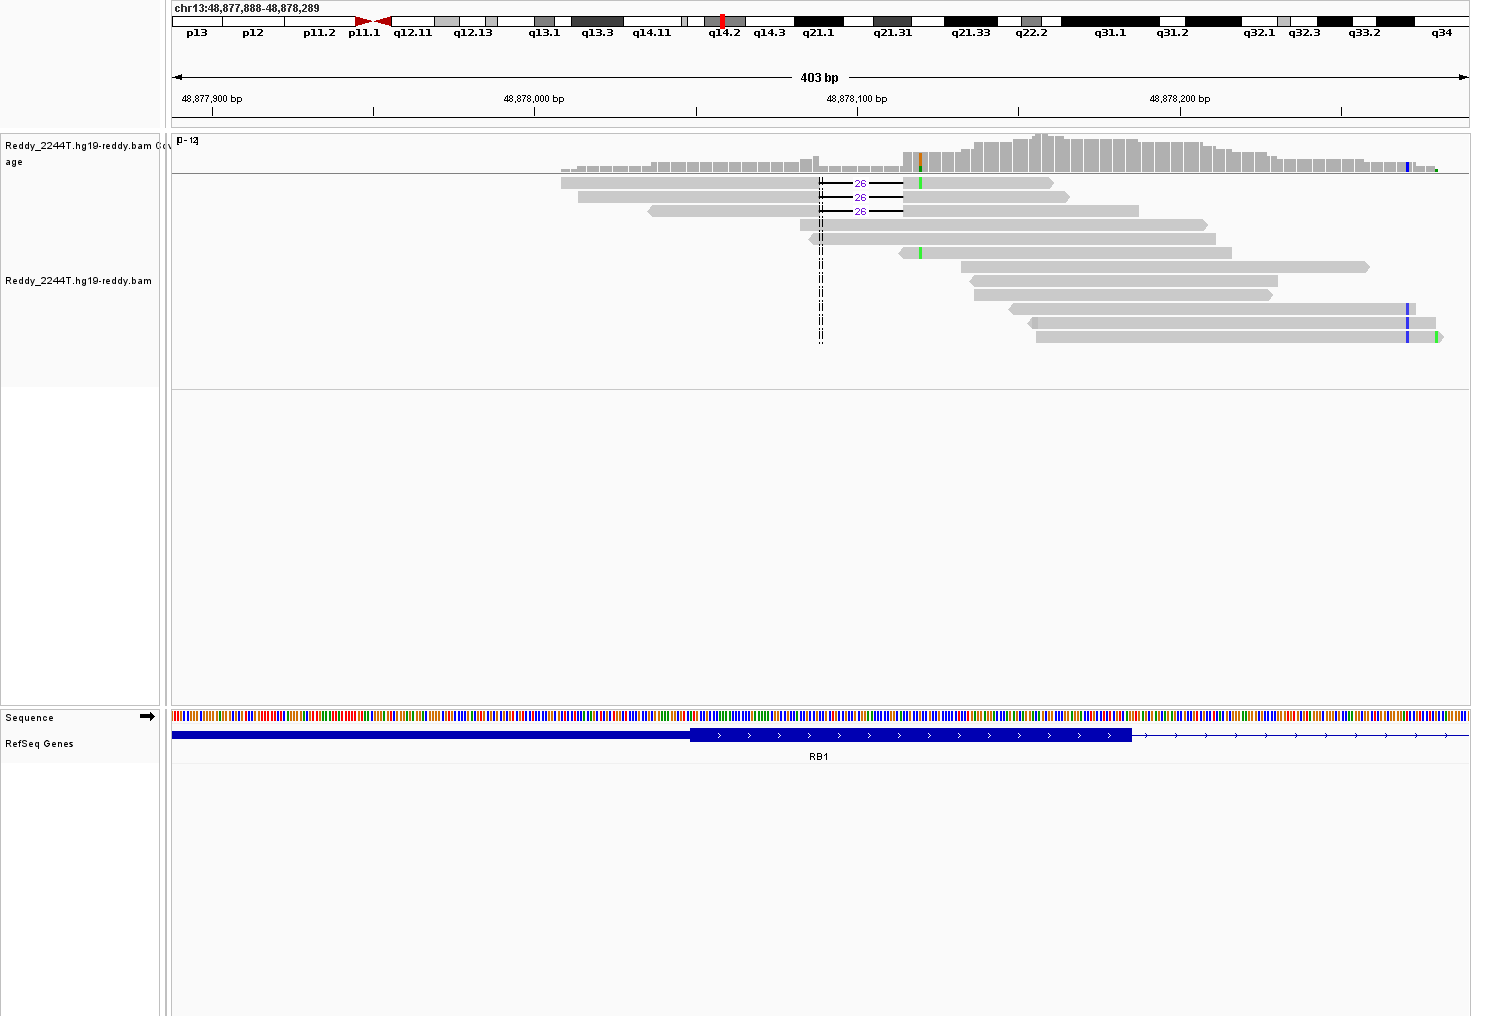 chr13:48,877,888-48,878,289
p13 p12 p11.2 p11.1 q12.11 q12.13 q13.1 q13.3 q14.11 q14.2 q14.3 q21.1 q21.31 q21.33 q22.2 q31.1 q31.2 q32.1 q32.3 q33.2 q34
403 bp
48,877,900 bp 48,878,000 bp 48,878,100 bp 48,878,200 bp
Reddy_2244T.hg19-reddy.bam Cov
age
[0 - 12]
26
26
26
Reddy_2244T.hg19-reddy.bam
Sequence
RefSeq Genes
RB1